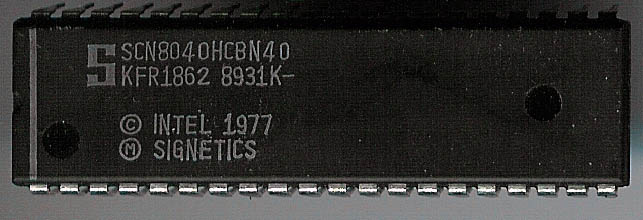 SCN8040HCBN40
KFR1862 8931K-
© INTEL 1977
Ⓜ SIGNETICS